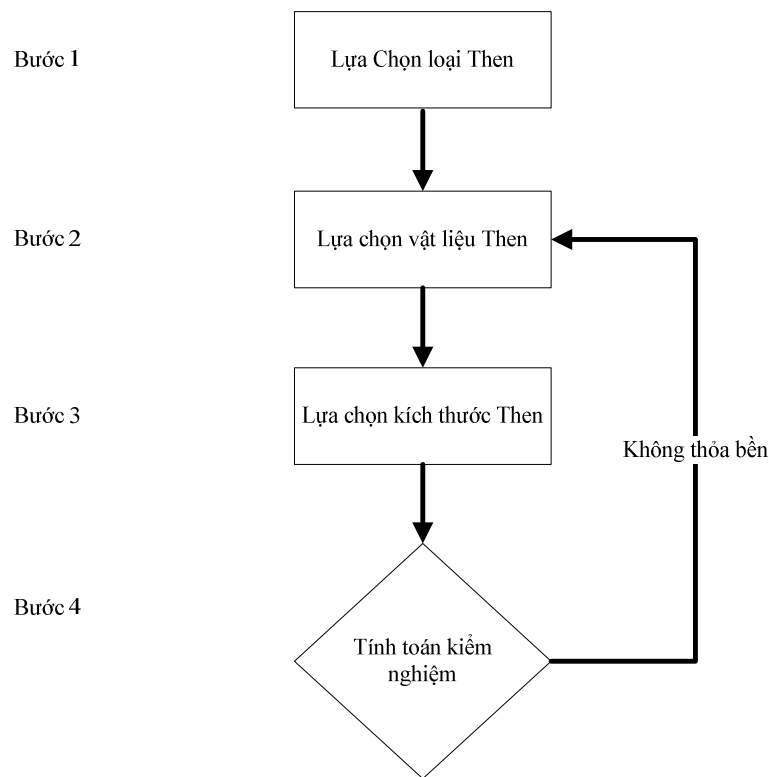 Bước 1
Lựa Chọn loại Then
Bước 2
Lựa chọn vật liệu Then
Bước 3
Lựa chọn kích thước Then
Không thỏa bền
Bước 4
Tính toán kiểm
nghiệm